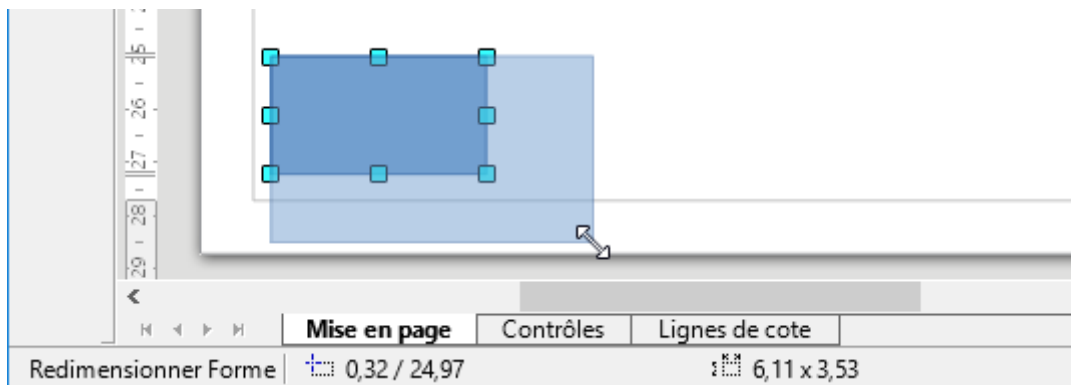 25
26
27
28
29
Mise en page Contrôles Lignes de cote
Redimensionner Forme 0,32 / 24,97 6,11 x 3,53